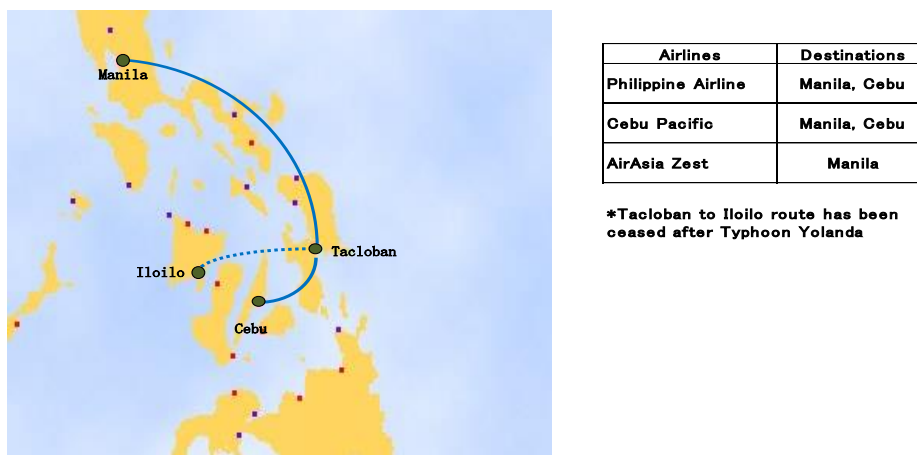 Manila
Tacloban
Iloilo
Cebu
Airlines Destinations
Philippine Airline Manila, Cebu
Cebu Pacific Manila, Cebu
AirAsia Zest Manila
*Tacloban to Iloilo route has been
ceased after Typhoon Yolanda